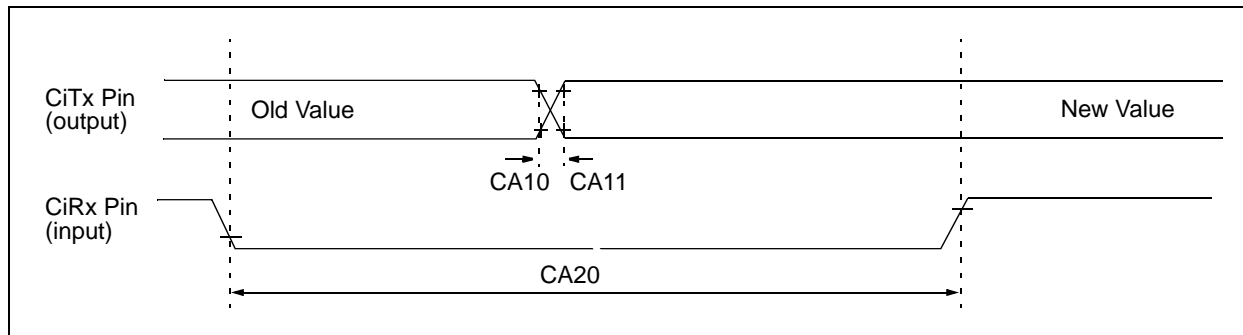 CiTx Pin
(output)
Old Value
New Value
CA10 CA11
CiRx Pin
(input)
CA20